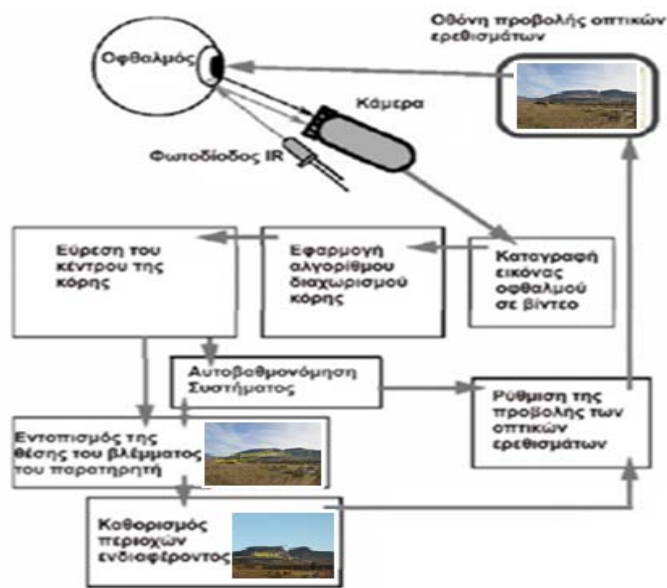 Οθόνη προβολής οπτικών
ερεθισμάτων
Οφθαλμός
Κάμερα
Φωτοδίοδος IR
Εύρεση του
κέντρου της
κόρης
Εφαρμογή
αλγορίθμου
διαχωρισμού
κόρης
Καταγραφή
εικόνας
οφθαλμού
σε βίντεο
Αυτοβαθμονόμηση
Συστήματος
Ρύθμιση της
προβολής των
οπτικών
ερεθισμάτων
Εντοπισμός της
θέσης του βλέμματος
του παρατηρητή
Καθορισμός
περιοχών
ενδιαφέροντος